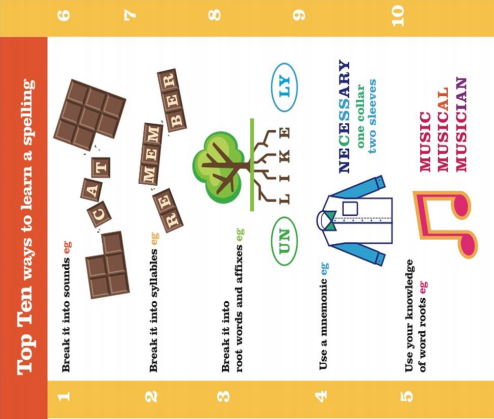 Top Ten ways to learn a spelling
1
Break it into sounds eg
C A T
6
2
Break it into syllables eg
RE MEM BER
7
3
Break it into
root words and affixes eg
UN LIKE LY
8
4
Use a mnemonic eg
NECESSARY
one collar
two sleeves
9
5
Use your knowledge
of word roots eg
MUSIC
MUSICAL
MUSICIAN
10